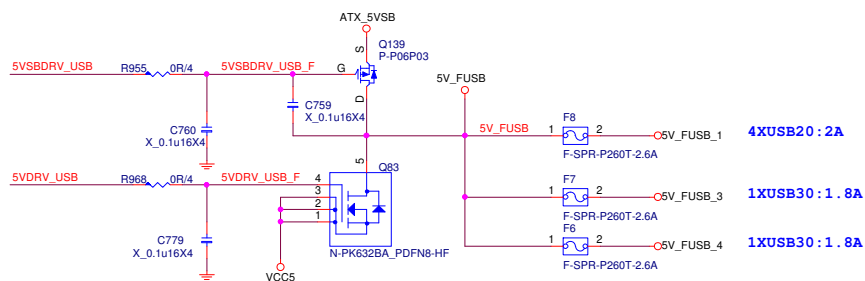 ATX_5VSB
Q139
P-P06P03
S
G
D
5VSBDRV_USB
R955
0R/4
5VSBDRV_USB_F
C759
X_0.1u16X4
C760
X_0.1u16X4
5V_FUSB
5V_FUSB
F8
1
2
5V_FUSB_1
4XUSB20:2A
F-SPR-P260T-2.6A
5VDRV_USB
R968
0R/4
5VDRV_USB_F
5
Q83
4
3
2
1
C779
X_0.1u16X4
N-PK632BA_PDFN8-HF
VCC5
F7
1
2
5V_FUSB_3
1XUSB30:1.8A
F-SPR-P260T-2.6A
F6
1
2
5V_FUSB_4
1XUSB30:1.8A
F-SPR-P260T-2.6A